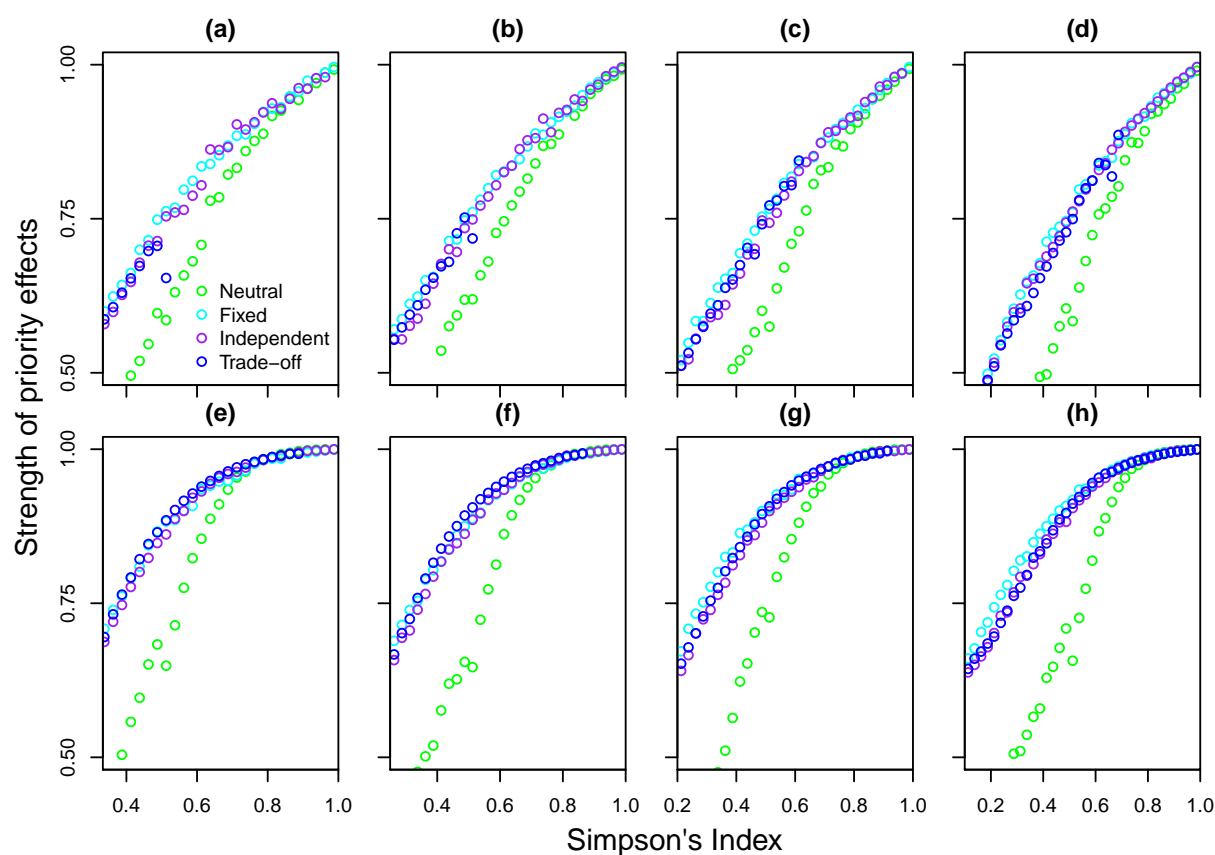 (a) (b) (c) (d)
1.00
0.75
0.50
Neutral
Fixed
Independent
Trade−off
(e) (f) (g) (h)
1.00
0.75
0.50
0.4 0.6 0.8 1.0 0.4 0.6 0.8 1.0 0.2 0.4 0.6 0.8 1.0 0.2 0.4 0.6 0.8 1.0
Strength of priority effects
Simpson's Index